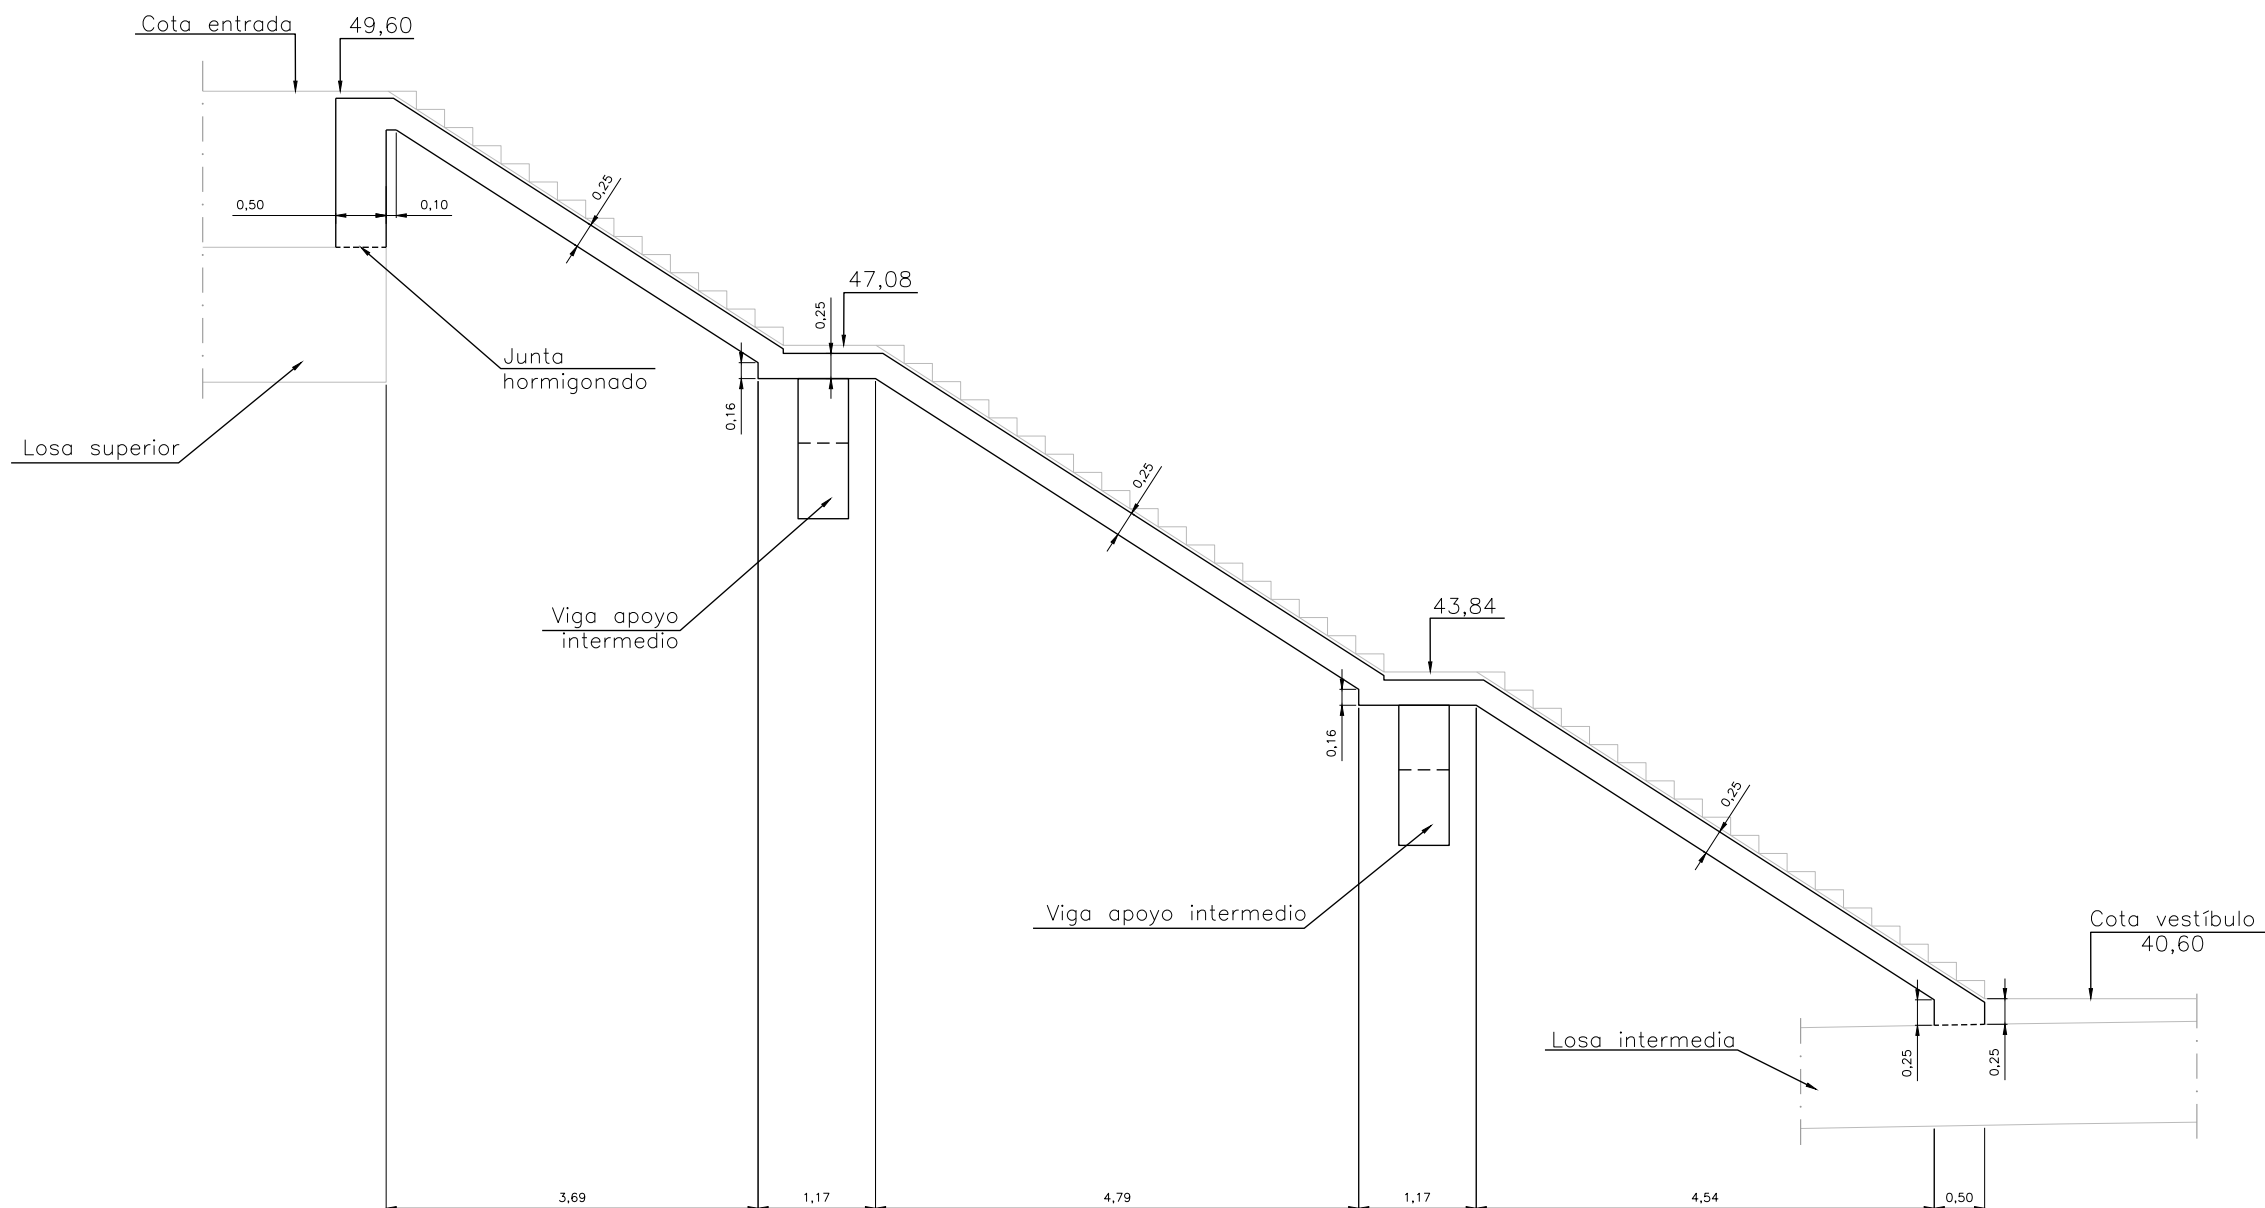 Cota entrada
49,60
0,25
0,50
0,10
47,08
0,25
Junta
hormigonado
0,16
Losa superior
0,25
Viga apoyo
intermedio
43,84
0,16
0,25
Viga apoyo intermedio
Cota vestíbulo
40,60
Losa intermedia
0,25
0,25
3,69
1,17
4,79
1,17
4,54
0,50